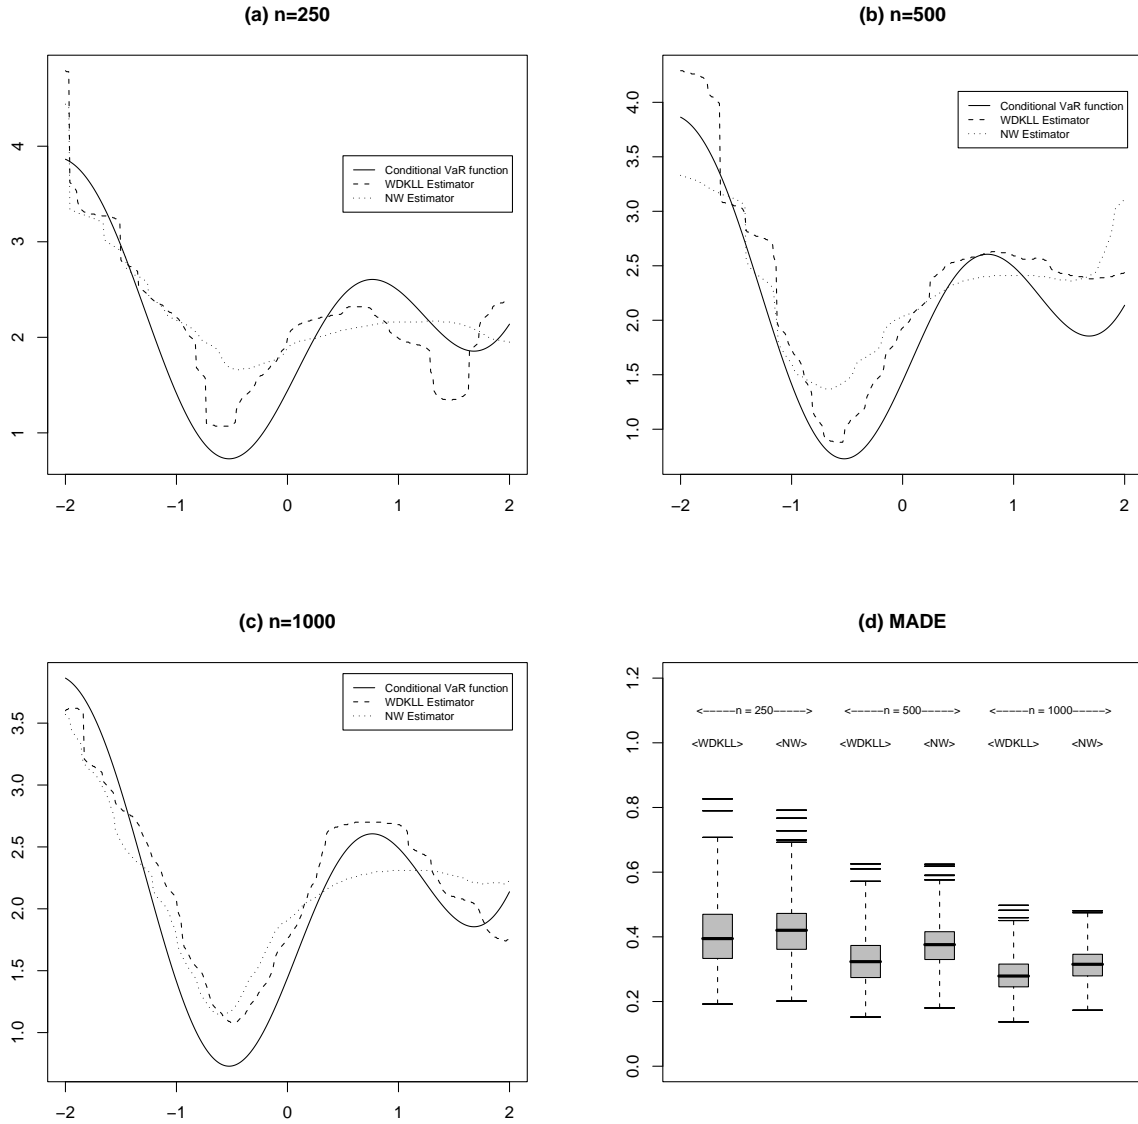 (a) n=250
4
3
2
1
Conditional VaR function
WDKLL Estimator
NW Estimator
−2 −1 0 1 2
(b) n=500
4.0
3.5
3.0
2.5
2.0
1.5
1.0
Conditional VaR function
WDKLL Estimator
NW Estimator
−2 −1 0 1 2
(c) n=1000
3.5
3.0
2.5
2.0
1.5
1.0
Conditional VaR function
WDKLL Estimator
NW Estimator
−2 −1 0 1 2
(d) MADE
1.2
1.0
0.8
0.6
0.4
0.2
0.0
<−−−−−n = 250−−−−−> <−−−−−n = 500−−−−−> <−−−−−n = 1000−−−−−>
<WDKLL> <NW> <WDKLL> <NW> <WDKLL> <NW>